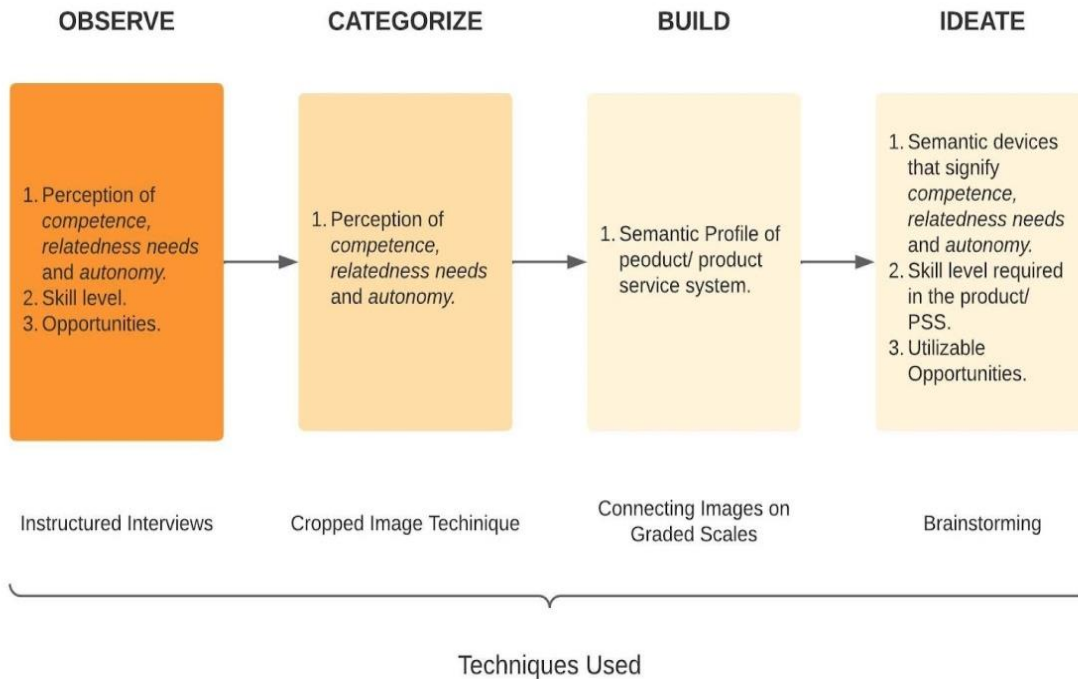 OBSERVE
CATEGORIZE
BUILD
IDEATE
1. Perception of
competence,
relatedness needs
and autonomy.
2. Skill level.
3. Opportunities.
1. Perception of
competence,
relatedness needs
and autonomy.
1. Semantic Profile of
peoduct/ product
service system.
1. Semantic devices
that signify
competence,
relatedness needs
and autonomy.
2. Skill level required
in the product/
PSS.
3. Utilizable
Opportunities.
Instructured Interviews
Cropped Image Techinique
Connecting Images on
Graded Scales
Brainstorming
Techniques Used